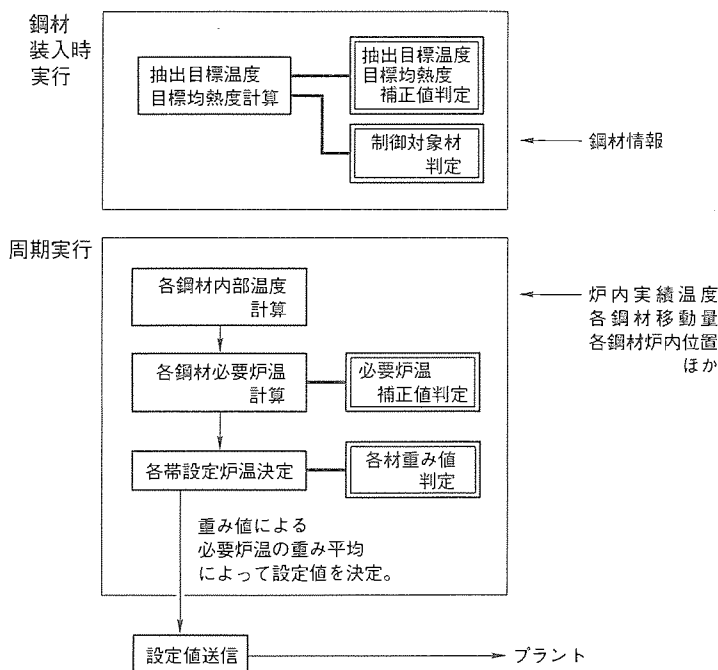 鋼材
装入時
実行
抽出目標温度
目標均熱度計算
抽出目標温度
目標均熱度
補正値判定
制御対象材
判定
鋼材情報
周期実行
各鋼材内部温度
計算
各鋼材必要炉温
計算
必要炉温
補正値判定
各帯設定炉温決定
各材重み値
判定
炉内実績温度
各鋼材移動量
各鋼材炉内位置
ほか
重み値による
必要炉温の重み平均
によって設定値を決定。
設定値送信
プラント